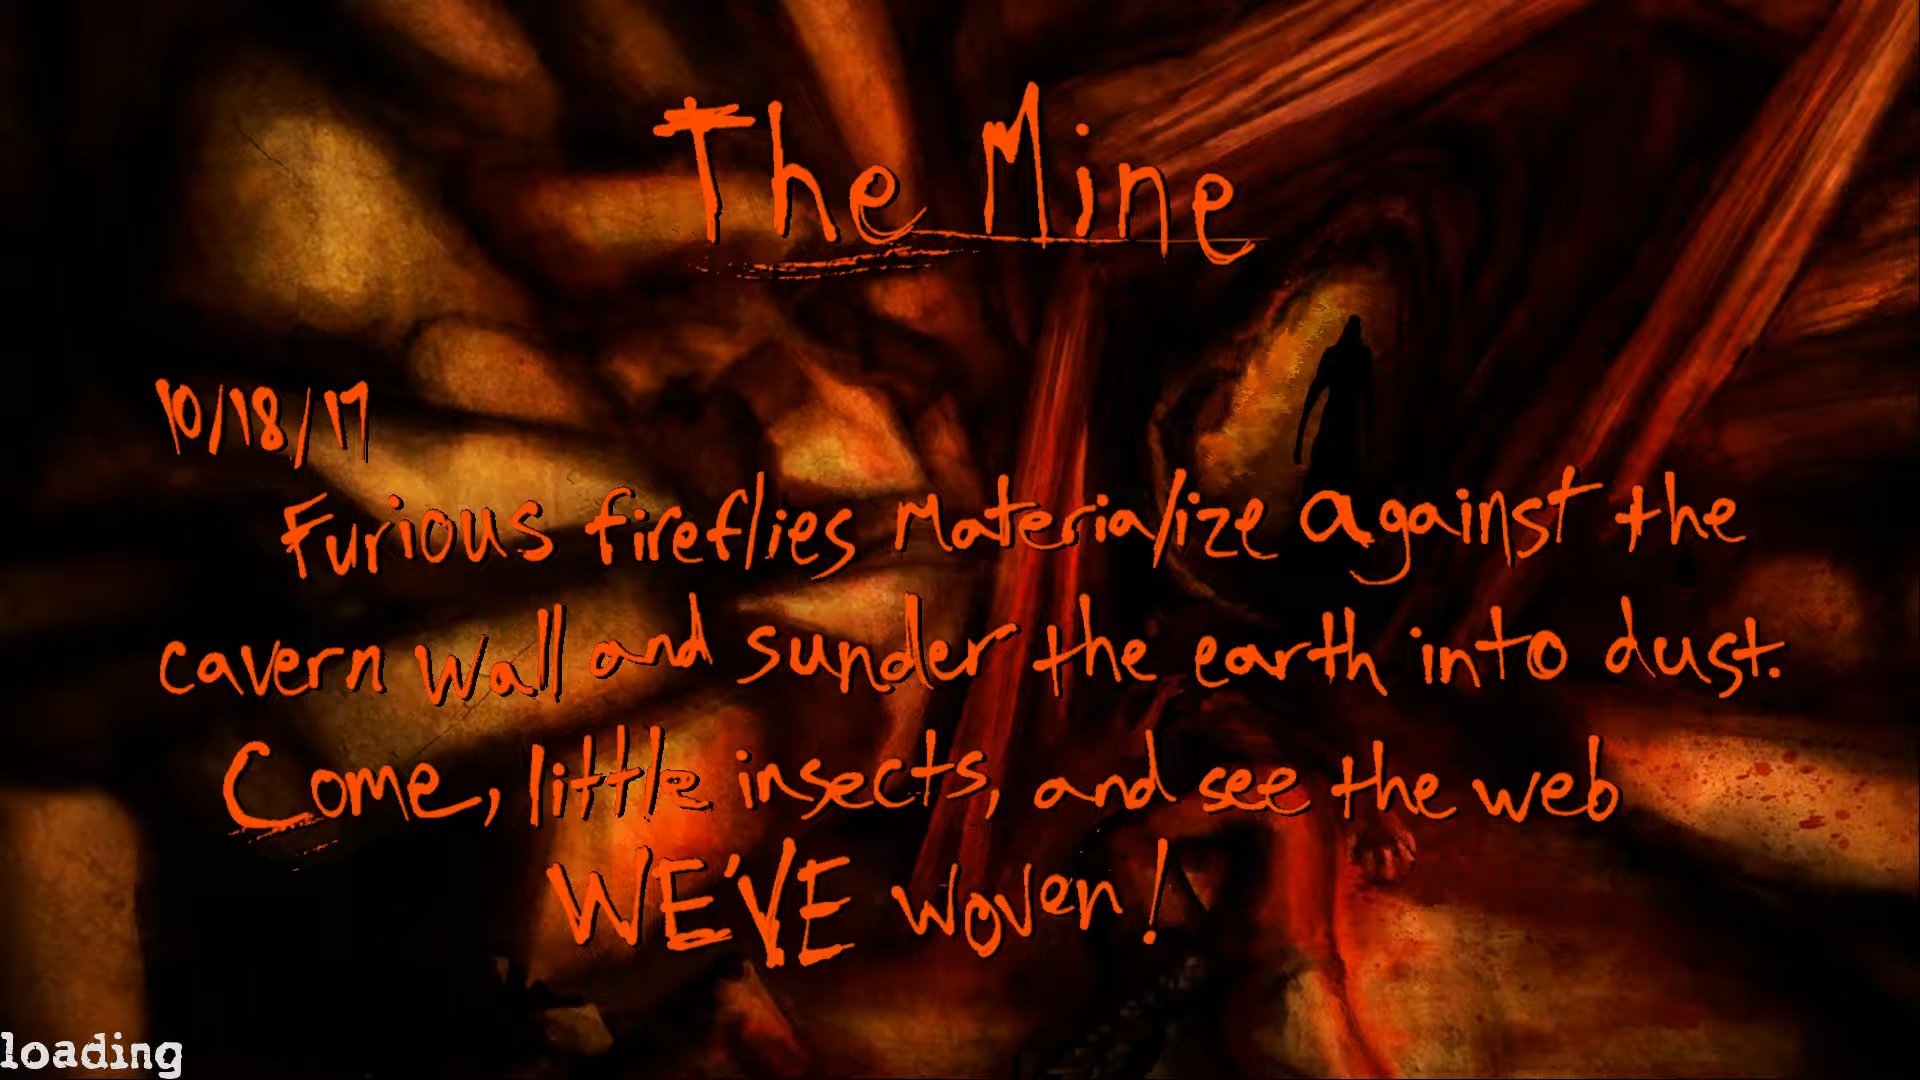 The Mine
10/18/17
Furious fireflies materialize against the
cavern wall and sunder the earth into dust.
Come, little insects, and see the web
WE'VE woven!
loading